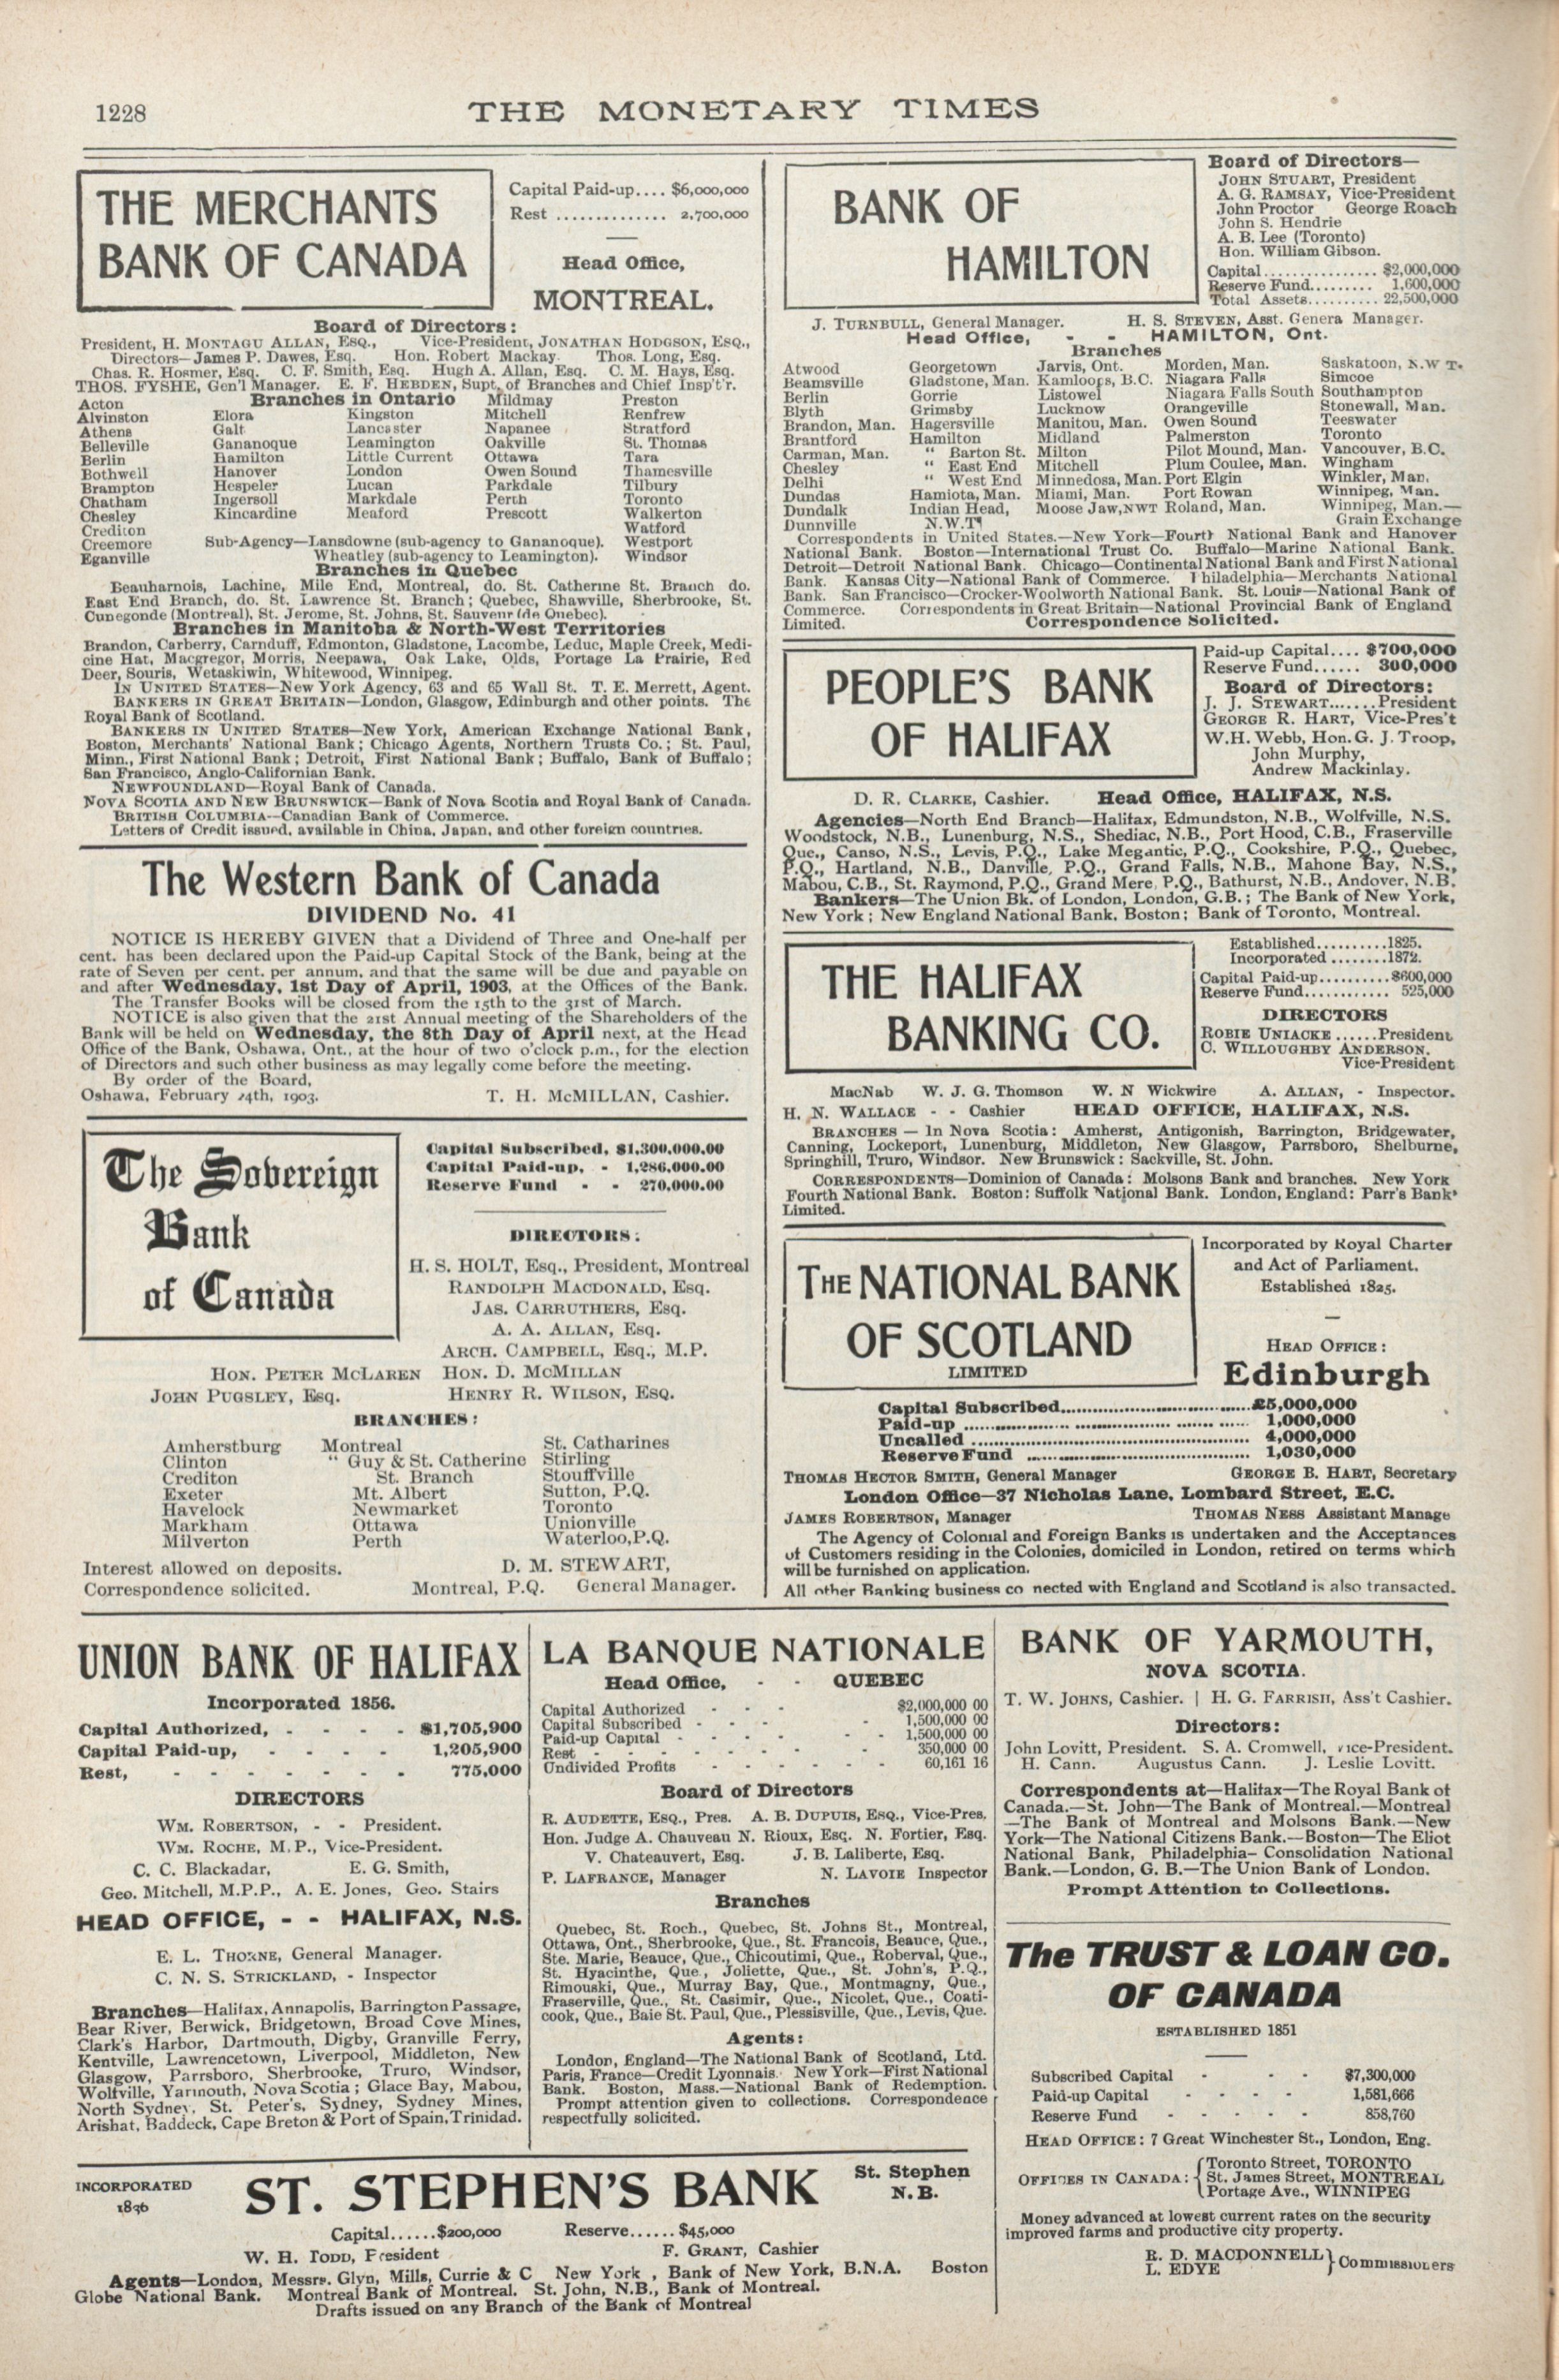 1228
THE MONETARY TIMES
THE MERCHANTS
BANK OF CANADA
Capital Paid-up.... $6,000,000
Rest .............. 2,700,000
Head Office,
MONTREAL.
Board of Directors:
President, H. MONTAGU ALLAN, ESQ., Vice-President, JONATHAN HODGSON, ESQ.,
Directors—James P. Dawes, Esq. Hon. Robert Mackay. Thos. Long, Esq.
Chas. R. Hosmer, Esq. C. F. Smith, Esq. Hugh A. Allan, Esq. C. M. Hays, Esq.
THOS. FYSHE, Gen'l Manager. E. F. HEBDEN, Supt. of Branches and Chief Insp't'r.
Branches in Ontario
Acton
Alvinston
Athens
Belleville
Berlin
Bothwell
Brampton
Chatham
Chesley
Crediton
Creemore
Eganville
Elora
Galt
Gananoque
Hamilton
Hanover
Hespeler
Ingersoll
Kincardine
Kingston
Lancaster
Leamington
Little Current
London
Lucan
Markdale
Meaford
Mildmay
Mitchell
Napanee
Oakville
Ottawa
Owen Sound
Parkdale
Perth
Prescott
Preston
Renfrew
Stratford
St. Thomas
Tara
Thamesville
Tilbury
Toronto
Walkerton
Watford
Westport
Windsor
Sub-Agency—Lansdowne (sub-agency to Gananoque).
Wheatley (sub-agency to Leamington).
Branches in Quebec
Beauharnois, Lachine, Mile End, Montreal, do. St. Catherine St. Branch do.
East End Branch, do. St. Lawrence St. Branch; Quebec, Shawville, Sherbrooke, St.
Cunegonde (Montreal), St. Jerome, St. Johns, St. Sauveur (de Quebec).
Branches in Manitoba & North-West Territories
Brandon, Carberry, Carnduff, Edmonton, Gladstone, Lacombe, Leduc, Maple Creek, Medi-
cine Hat, Macgregor, Morris, Neepawa, Oak Lake, Olds, Portage La Prairie, Red
Deer, Souris, Wetaskiwin, Whitewood, Winnipeg.
IN UNITED STATES—New York Agency, 63 and 65 Wall St. T. E. Merrett, Agent.
BANKERS IN GREAT BRITAIN—London, Glasgow, Edinburgh and other points. The
Royal Bank of Scotland.
BANKERS IN UNITED STATES—New York, American Exchange National Bank,
Boston, Merchants' National Bank; Chicago Agents, Northern Trusts Co.; St. Paul,
Minn., First National Bank; Detroit, First National Bank; Buffalo, Bank of Buffalo;
San Francisco, Anglo-Californian Bank.
NEWFOUNDLAND—Royal Bank of Canada.
NOVA SCOTIA AND NEW BRUNSWICK—Bank of Nova Scotia and Royal Bank of Canada.
BRITISH COLUMBIA—Canadian Bank of Commerce.
Letters of Credit issued, available in China, Japan, and other foreign countries.
The Western Bank of Canada
DIVIDEND No. 41
NOTICE IS HEREBY GIVEN that a Dividend of Three and One-half per
cent. has been declared upon the Paid-up Capital Stock of the Bank, being at the
rate of Seven per cent. per annum, and that the same will be due and payable on
and after Wednesday, 1st Day of April, 1903, at the Offices of the Bank.
The Transfer Books will be closed from the 15th to the 31st of March.
NOTICE is also given that the 21st Annual meeting of the Shareholders of the
Bank will be held on Wednesday, the 8th Day of April next, at the Head
Office of the Bank, Oshawa, Ont., at the hour of two o'clock p.m., for the election
of Directors and such other business as may legally come before the meeting.
By order of the Board,
Oshawa, February 24th, 1903. T. H. McMILLAN, Cashier.
The Sovereign
Bank
of Canada
Capital Subscribed, $1,300,000.00
Capital Paid-up, - 1,286,000.00
Reserve Fund - - 270,000.00
DIRECTORS:
H. S. HOLT, Esq., President, Montreal
RANDOLPH MACDONALD, Esq.
JAS. CARRUTHERS, Esq.
A. A. ALLAN, Esq.
ARCH. CAMPBELL, Esq., M.P.
HON. PETER MCLAREN HON. D. MCMILLAN
JOHN PUGSLEY, Esq. HENRY R. WILSON, ESQ.
BRANCHES:
Amherstburg
Clinton
Crediton
Exeter
Havelock
Markham
Milverton
Montreal
" Guy & St. Catherine
St. Branch
Mt. Albert
Newmarket
Ottawa
Perth
St. Catharines
Stirling
Stouffville
Sutton, P.Q.
Toronto
Unionville
Waterloo,P.Q.
Interest allowed on deposits.
Correspondence solicited.
D. M. STEWART,
Montreal, P.Q. General Manager.
BANK OF
HAMILTON
Board of Directors—
JOHN STUART, President
A. G. RAMSAY, Vice-President
John Proctor George Roach
John S. Hendrie
A. B. Lee (Toronto)
Hon. William Gibson.
Capital................ $2,000,000
Reserve Fund......... 1,600,000
Total Assets.......... 22,500,000
J. TURNBULL, General Manager. H. S. STEVEN, Asst. Genera Manager.
Head Office, - - HAMILTON, Ont.
Branches
Atwood
Beamsville
Berlin
Blyth
Brandon, Man.
Brantford
Carman, Man.
Chesley
Delhi
Dundas
Dundalk
Dunnville
Georgetown
Gladstone, Man.
Gorrie
Grimsby
Hagersville
Hamilton
" Barton St.
" East End
" West End
Hamiota, Man.
Indian Head,
N.W.T
Jarvis, Ont.
Kamloops, B.C.
Listowel
Lucknow
Manitou, Man.
Midland
Milton
Mitchell
Minnedosa, Man.
Miami, Man.
Moose Jaw,NWT
Morden, Man.
Niagara Falls
Niagara Falls South
Orangeville
Owen Sound
Palmerston
Pilot Mound, Man.
Plum Coulee, Man.
Port Elgin
Port Rowan
Roland, Man.
Saskatoon, N.W T.
Simcoe
Southampton
Stonewall, Man.
Teeswater
Toronto
Vancouver, B.C.
Wingham
Winkler, Man.
Winnipeg, Man.
Winnipeg, Man.—
Grain Exchange
Correspondents in United States.—New York—Fourth National Bank and Hanover
National Bank. Boston—International Trust Co. Buffalo—Marine National Bank.
Detroit—Detroit National Bank. Chicago—Continental National Bank and First National
Bank. Kansas City—National Bank of Commerce. Philadelphia—Merchants National
Bank. San Francisco—Crocker-Woolworth National Bank. St. Louis—National Bank of
Commerce. Correspondents in Great Britain—National Provincial Bank of England
Limited. Correspondence Solicited.
PEOPLE'S BANK
OF HALIFAX
Paid-up Capital.... $700,000
Reserve Fund...... 300,000
Board of Directors:
J. J. STEWART.......President
GEORGE R. HART, Vice-Pres't
W.H. Webb, Hon. G. J. Troop,
John Murphy,
Andrew Mackinlay.
D. R. CLARKE, Cashier. Head Office, HALIFAX, N.S.
Agencies—North End Branch—Halifax, Edmundston, N.B., Wolfville, N.S.
Woodstock, N.B., Lunenburg, N.S., Shediac, N.B., Port Hood, C.B., Fraserville
Que., Canso, N.S., Levis, P.Q., Lake Megantic, P.Q., Cookshire, P.Q., Quebec,
P.Q., Hartland, N.B., Danville, P.Q., Grand Falls, N.B., Mahone Bay, N.S.,
Mabou, C.B., St. Raymond, P.Q., Grand Mere, P.Q., Bathurst, N.B., Andover, N.B.
Bankers—The Union Bk. of London, London, G.B.; The Bank of New York,
New York; New England National Bank, Boston; Bank of Toronto, Montreal.
THE HALIFAX
BANKING CO.
Established..........1825.
Incorporated ........1872.
Capital Paid-up..........$600,000
Reserve Fund............ 525,000
DIRECTORS
ROBIE UNIACKE ......President
C. WILLOUGHBY ANDERSON.
Vice-President
MacNab W. J. G. Thomson W. N Wickwire A. ALLAN, - Inspector.
H. N. WALLACE - - Cashier HEAD OFFICE, HALIFAX, N.S.
BRANCHES — In Nova Scotia: Amherst, Antigonish, Barrington, Bridgewater,
Canning, Lockeport, Lunenburg, Middleton, New Glasgow, Parrsboro, Shelburne,
Springhill, Truro, Windsor. New Brunswick: Sackville, St. John.
CORRESPONDENTS—Dominion of Canada: Molsons Bank and branches. New York
Fourth National Bank. Boston: Suffolk National Bank. London, England: Parr's Bank'
Limited.
THE NATIONAL BANK
OF SCOTLAND
LIMITED
Incorporated by Royal Charter
and Act of Parliament.
Established 1825.
HEAD OFFICE:
Edinburgh
Capital Subscribed..............................£5,000,000
Paid-up .............................. 1,000,000
Uncalled .............................. 4,000,000
Reserve Fund .............................. 1,030,000
THOMAS HECTOR SMITH, General Manager GEORGE B. HART, Secretary
London Office—37 Nicholas Lane, Lombard Street, E.C.
JAMES ROBERTSON, Manager THOMAS NESS Assistant Manage
The Agency of Colonial and Foreign Banks is undertaken and the Acceptances
of Customers residing in the Colonies, domiciled in London, retired on terms which
will be furnished on application.
All other Banking business co nected with England and Scotland is also transacted.
UNION BANK OF HALIFAX
Incorporated 1856.
Capital Authorized, - - - - $1,705,900
Capital Paid-up, - - - - 1,205,900
Rest, - - - - - - - 775,000
DIRECTORS
WM. ROBERTSON, - - President.
WM. ROCHE, M.P., Vice-President.
C. C. Blackadar, E. G. Smith,
Geo. Mitchell, M.P.P., A. E. Jones, Geo. Stairs
HEAD OFFICE, - - HALIFAX, N.S.
E. L. THORNE, General Manager.
C. N. S. STRICKLAND, - Inspector
Branches—Halifax, Annapolis, Barrington Passage,
Bear River, Berwick, Bridgetown, Broad Cove Mines,
Clark's Harbor, Dartmouth, Digby, Granville Ferry,
Kentville, Lawrencetown, Liverpool, Middleton, New
Glasgow, Parrsboro, Sherbrooke, Truro, Windsor,
Wolfville, Yarmouth, Nova Scotia; Glace Bay, Mabou,
North Sydney, St. Peter's, Sydney, Sydney Mines,
Arishat, Baddeck, Cape Breton & Port of Spain, Trinidad.
LA BANQUE NATIONALE
Head Office, - - QUEBEC
Capital Authorized - - - $2,000,000 00
Capital Subscribed - - - - 1,500,000 00
Paid-up Capital - - - - - 1,500,000 00
Rest - - - - - - - 350,000 00
Undivided Profits - - - - - 60,161 16
Board of Directors
R. AUDETTE, ESQ., Pres. A. B. DUPUIS, ESQ., Vice-Pres.
Hon. Judge A. Chauveau N. Rioux, Esq. N. Fortier, Esq.
V. Chateauvert, Esq. J. B. Laliberte, Esq.
P. LAFRANCE, Manager N. LAVOIE Inspector
Branches
Quebec, St. Roch., Quebec, St. Johns St., Montreal,
Ottawa, Ont., Sherbrooke, Que., St. Francois, Beauce, Que.,
Ste. Marie, Beauce, Que., Chicoutimi, Que., Roberval, Que.,
St. Hyacinthe, Que., Joliette, Que., St. John's, P.Q.,
Rimouski, Que., Murray Bay, Que., Montmagny, Que.,
Fraserville, Que., St. Casimir, Que., Nicolet, Que., Coati-
cook, Que., Baie St. Paul, Que., Plessisville, Que., Levis, Que.
Agents:
London, England—The National Bank of Scotland, Ltd.
Paris, France—Credit Lyonnais. New York—First National
Bank. Boston, Mass.—National Bank of Redemption.
Prompt attention given to collections. Correspondence
respectfully solicited.
BANK OF YARMOUTH,
NOVA SCOTIA.
T. W. JOHNS, Cashier. | H. G. FARRISH, Ass't Cashier.
Directors:
John Lovitt, President. S. A. Cromwell, Vice-President.
H. Cann. Augustus Cann. J. Leslie Lovitt.
Correspondents at—Halifax—The Royal Bank of
Canada.—St. John—The Bank of Montreal.—Montreal
—The Bank of Montreal and Molsons Bank.—New
York—The National Citizens Bank.—Boston—The Eliot
National Bank, Philadelphia—Consolidation National
Bank.—London, G. B.—The Union Bank of London.
Prompt Attention to Collections.
The TRUST & LOAN CO.
OF CANADA
ESTABLISHED 1851
Subscribed Capital - - - $7,300,000
Paid-up Capital - - - - 1,581,666
Reserve Fund - - - - - 858,760
HEAD OFFICE: 7 Great Winchester St., London, Eng.
OFFICES IN CANADA: Toronto Street, TORONTO
St. James Street, MONTREAL
Portage Ave., WINNIPEG
Money advanced at lowest current rates on the security
improved farms and productive city property.
R. D. MACDONNELL
L. EDYE
Commissioners
INCORPORATED
1836
ST. STEPHEN'S BANK
St. Stephen
N. B.
Capital......$200,000 Reserve...... $45,000
W. H. TODD, President F. GRANT, Cashier
Agents—London, Messrs. Glyn, Mills, Currie & C New York , Bank of New York, B.N.A. Boston
Globe National Bank. Montreal Bank of Montreal. St. John, N.B., Bank of Montreal.
Drafts issued on any Branch of the Bank of Montreal